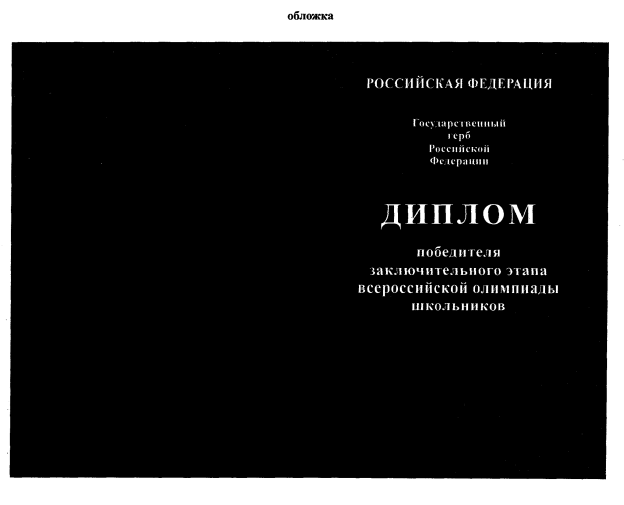 обложка
РОССИЙСКАЯ ФЕДЕРАЦИЯ
Государственный
герб
Российской
Федерации
ДИПЛОМ
победителя
заключительного этапа
всероссийской олимпиады
школьников